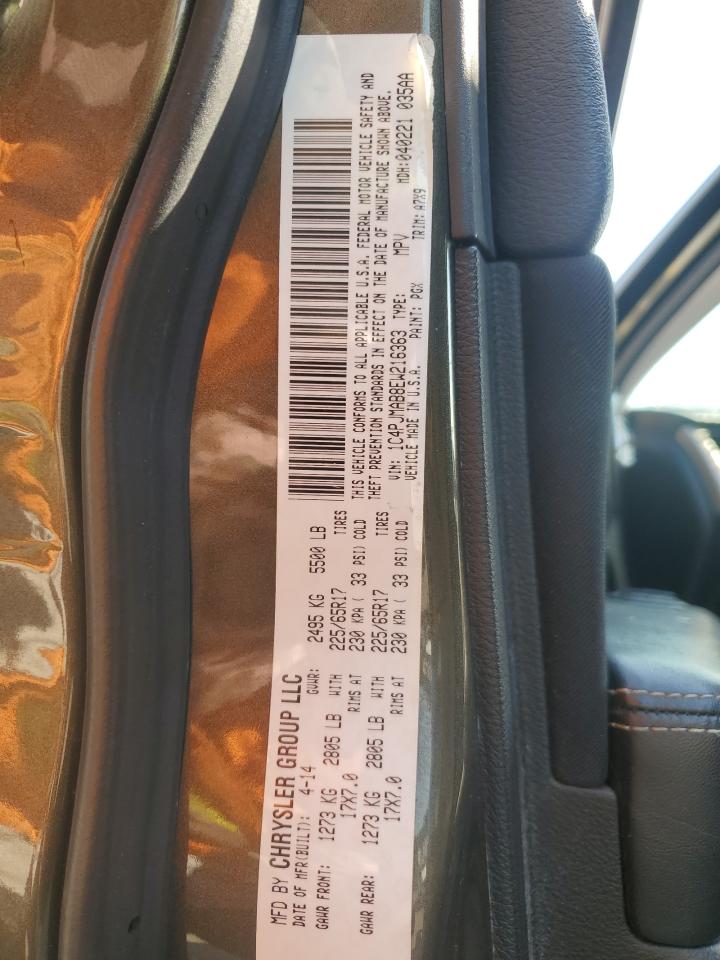 MFD BY CHRYSLER GROUP LLC
DATE OF MFR(BUILT): 4-14 GVWR: 2495 KG 5500 LB
GAWR FRONT: 1273 KG 2805 LB WITH 225/65R17 TIRES
17X7.0 RIMS AT 230 KPA ( 33 PSI) COLD
GAWR REAR: 1273 KG 2805 LB WITH 225/65R17 TIRES
17X7.0 RIMS AT 230 KPA ( 33 PSI) COLD
THIS VEHICLE CONFORMS TO ALL APPLICABLE U.S.A. FEDERAL MOTOR VEHICLE SAFETY AND
THEFT PREVENTION STANDARDS IN EFFECT ON THE DATE OF MANUFACTURE SHOWN ABOVE.
VIN: 1C4PJMAB8EW216363 TYPE: MPV MDH:040221 035AA
VEHICLE MADE IN U.S.A. PAINT: PGX TRIM: A7X9